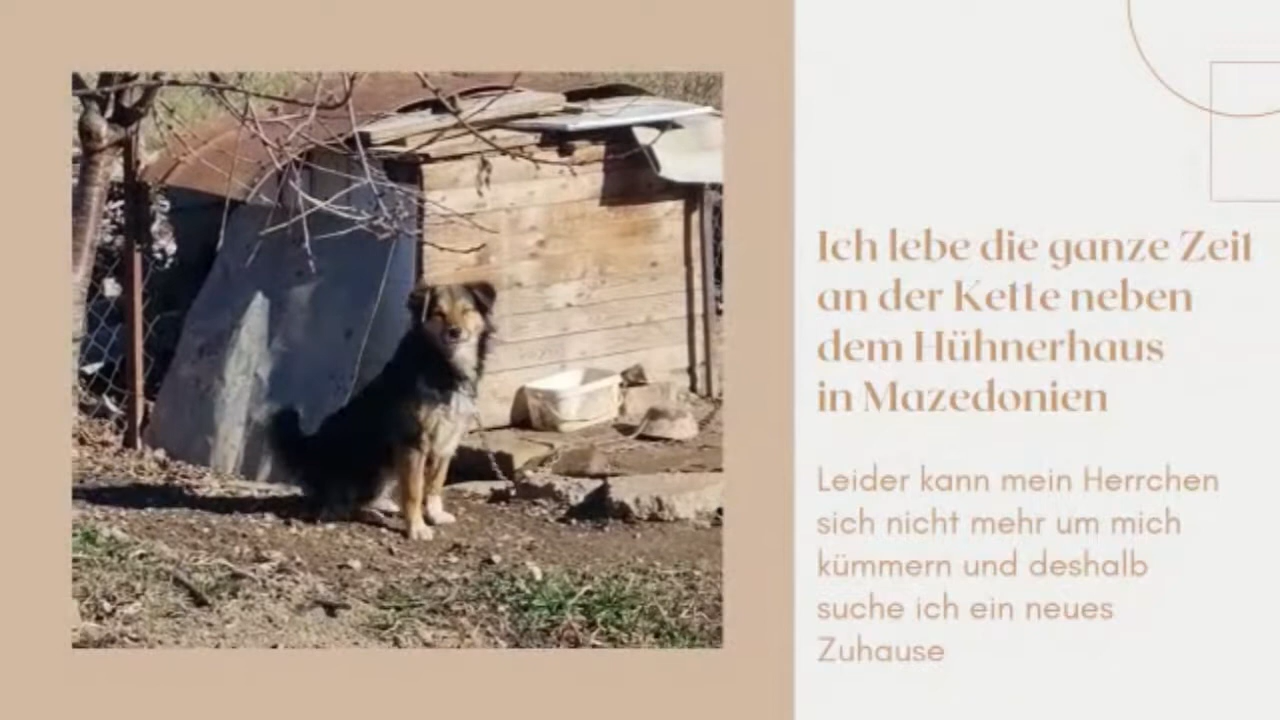 Ich lebe die ganze Zeit
an der Kette neben
dem Hühnerhaus
in Mazedonien
Leider kann mein Herrchen
sich nicht mehr um mich
kümmern und deshalb
suche ich ein neues
Zuhause